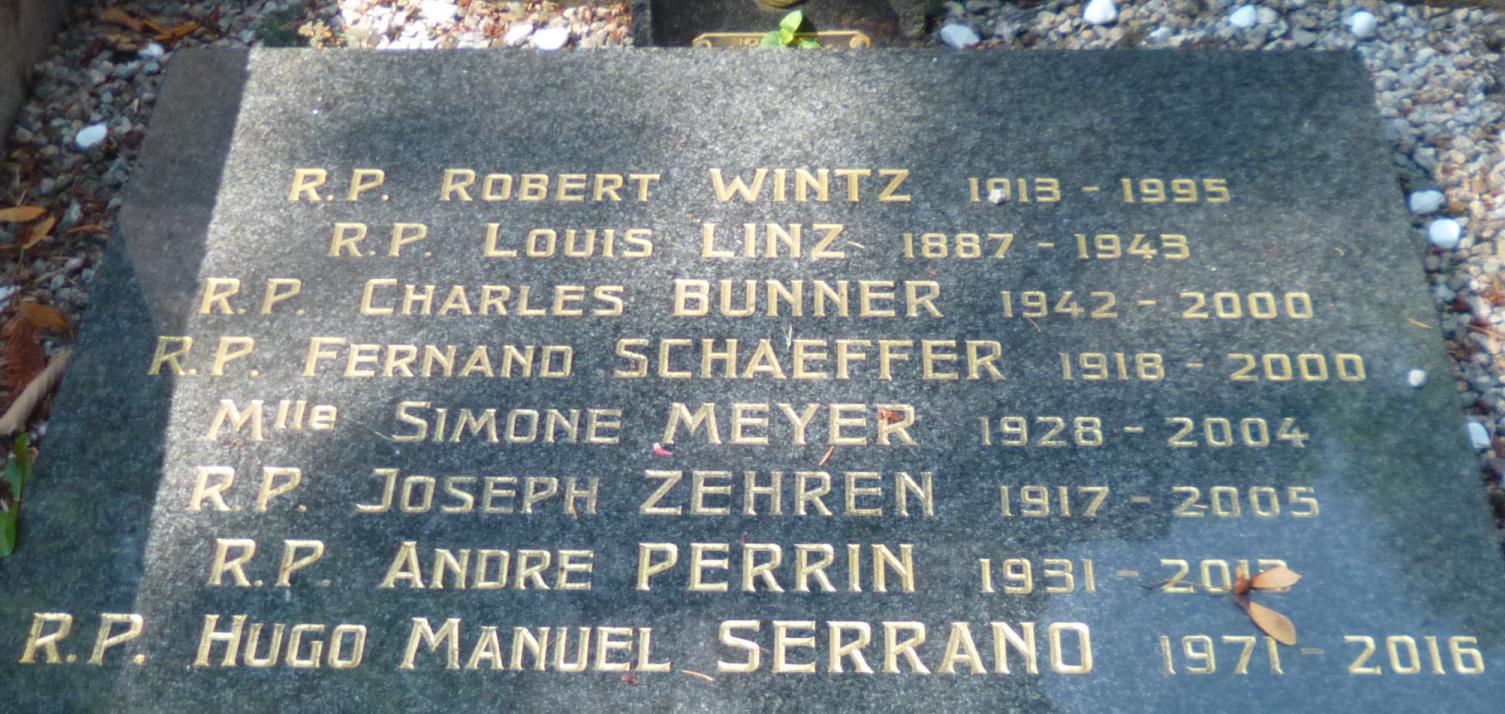 R.P. ROBERT WINTZ 1913 - 1995
R.P. LOUIS LINZ 1887 - 1943
R.P. CHARLES BUNNER 1942 - 2000
R.P. FERNAND SCHAEFFER 1918 - 2000
Mlle SIMONE MEYER 1928 - 2004
R.P. JOSEPH ZEHREN 1917 - 2005
R.P. ANDRE PERRIN 1931 -
R.P. HUGO MANUEL SERRANO 1971 - 2016